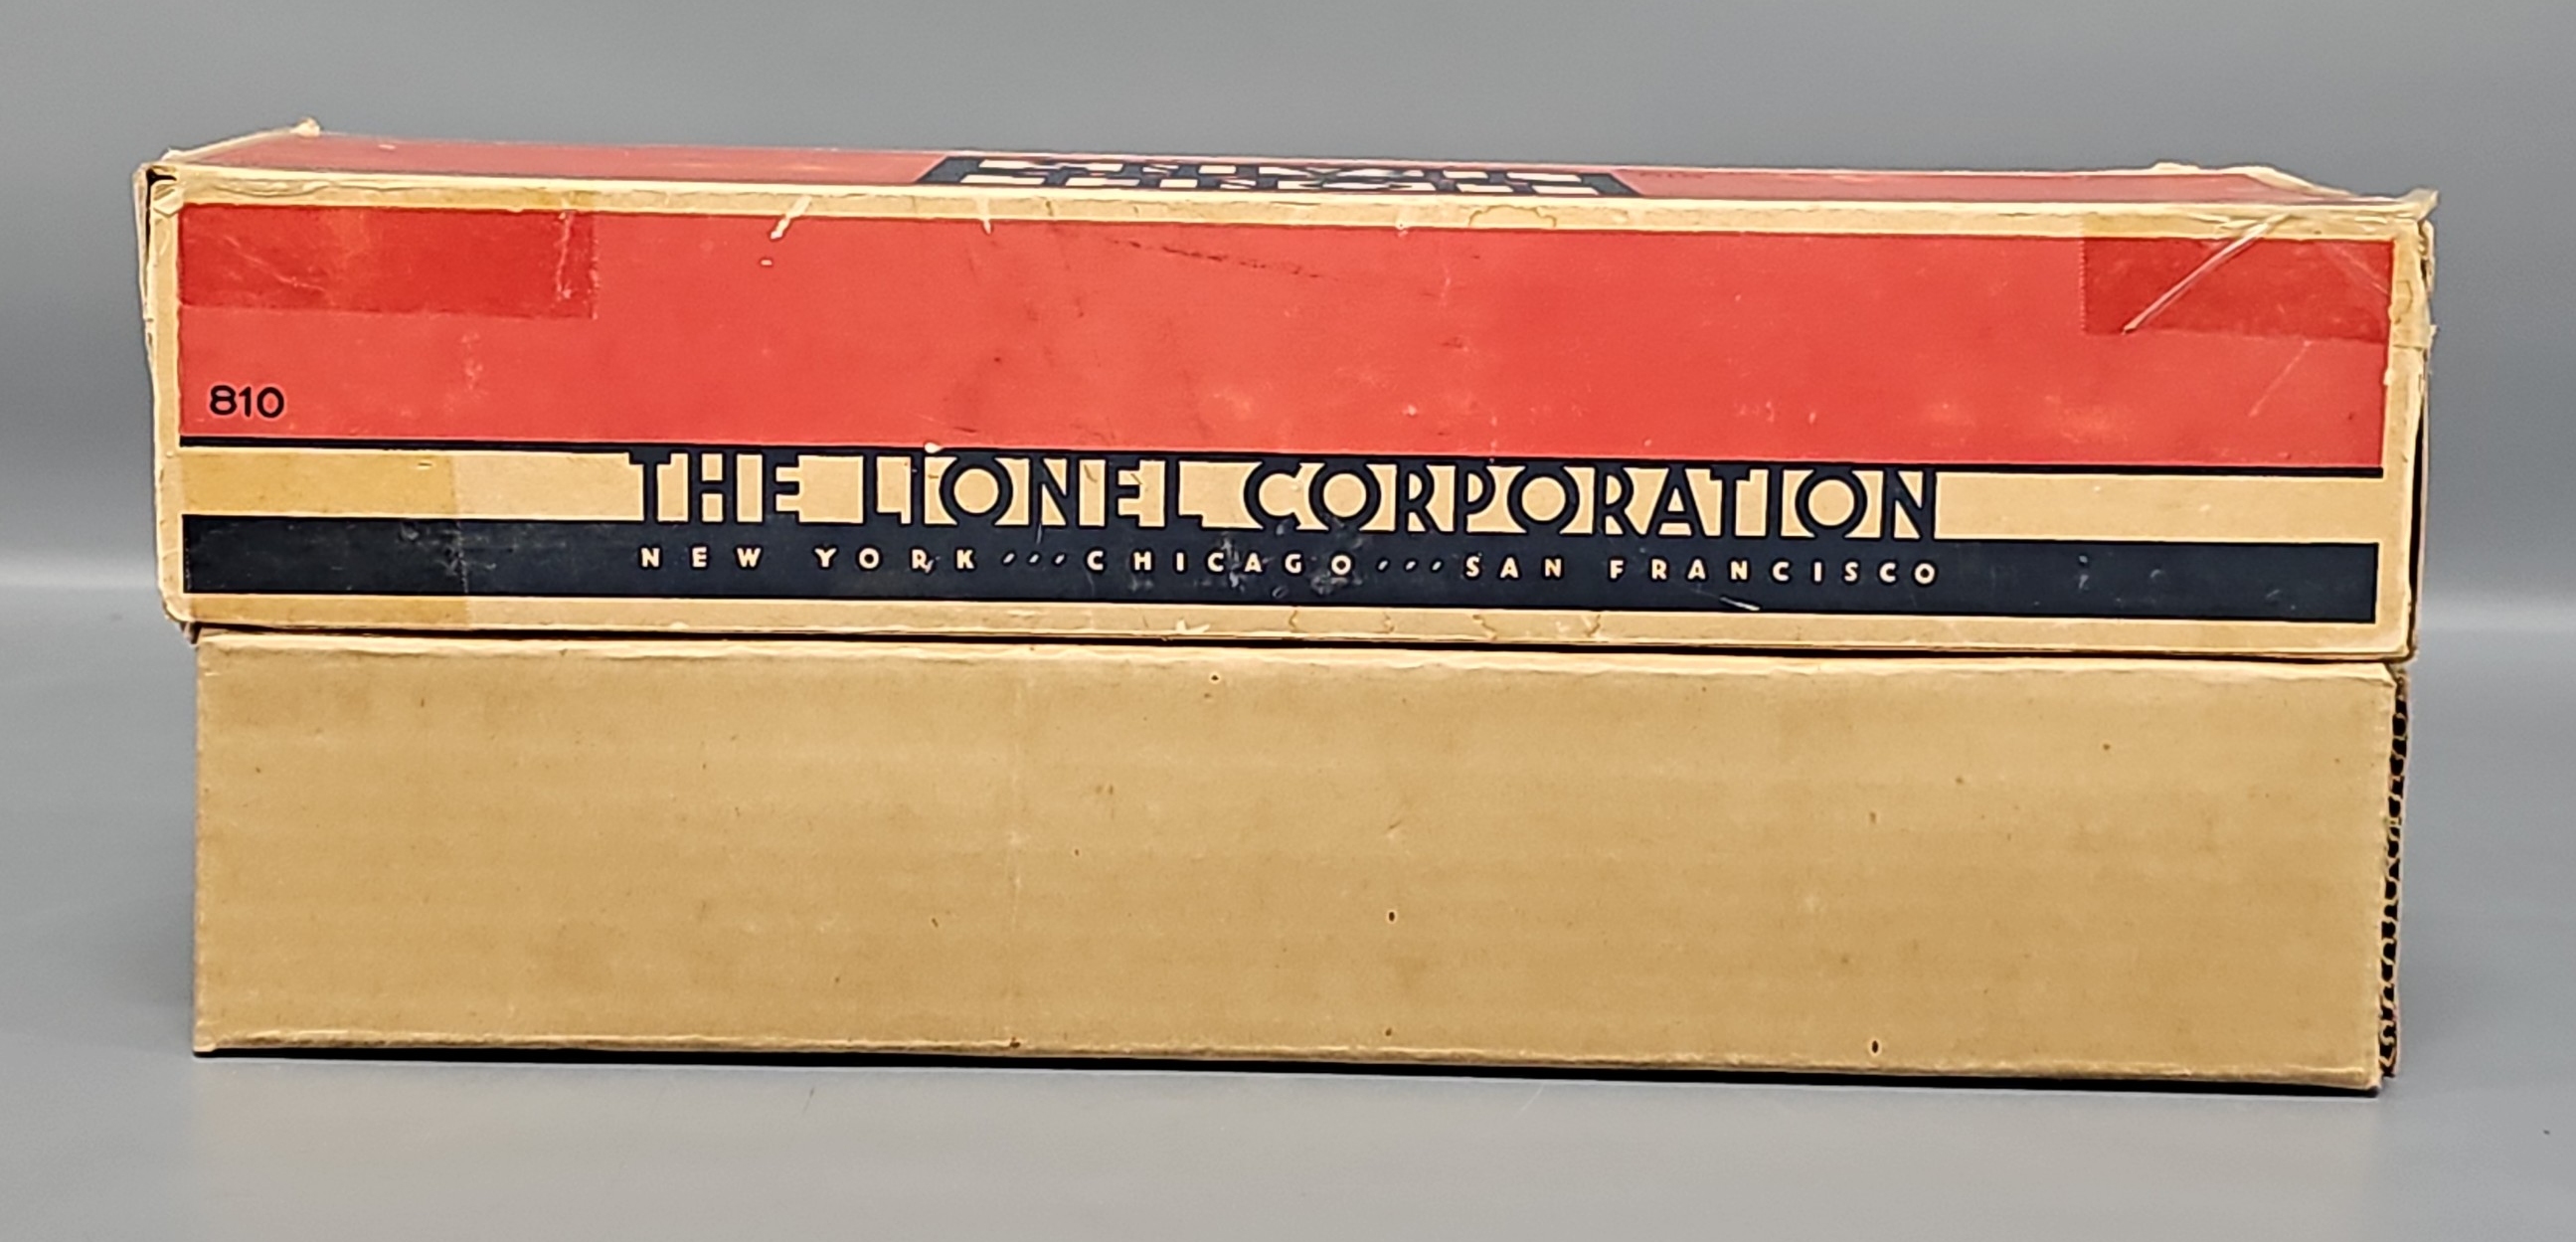 810
THE LIONEL CORPORATION
NEW YORK ··· CHICAGO ··· SAN FRANCISCO